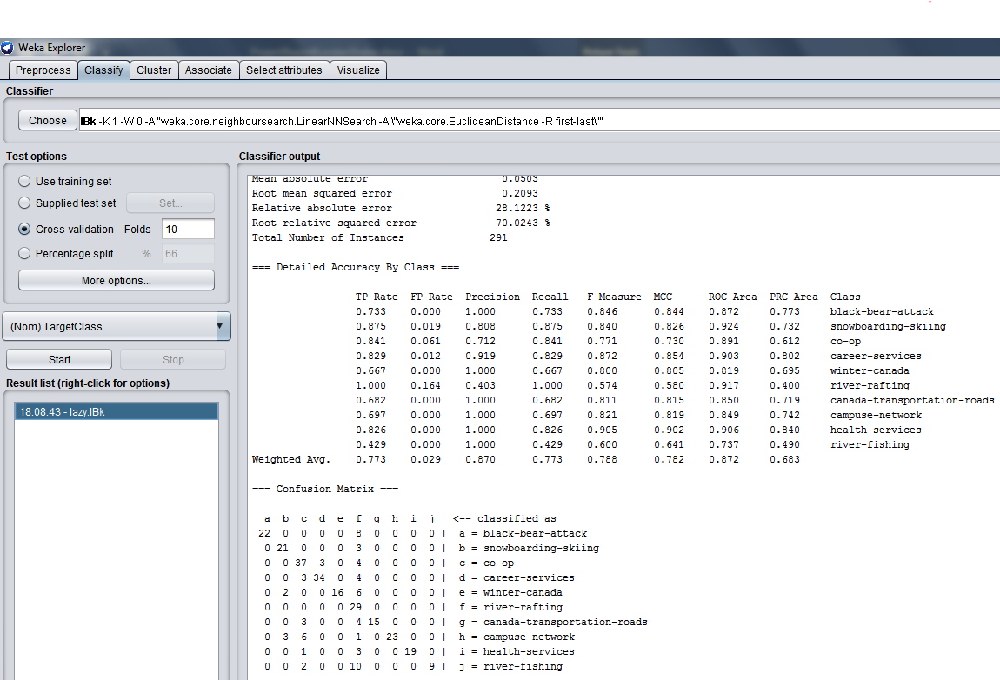 Weka Explorer
Preprocess Classify Cluster Associate Select attributes Visualize
Classifier
Choose IBk -K 1 -W 0 -A "weka.core.neighboursearch.LinearNNSearch -A \"weka.core.EuclideanDistance -R first-last\""
Test options
Use training set
Supplied test set Set...
Cross-validation Folds 10
Percentage split % 66
More options...
(Nom) TargetClass
Start Stop
Result list (right-click for options)
18:08:43 - lazy.IBk
Classifier output
Mean absolute error 0.0503
Root mean squared error 0.2093
Relative absolute error 28.1223 %
Root relative squared error 70.0243 %
Total Number of Instances 291
=== Detailed Accuracy By Class ===
TP Rate FP Rate Precision Recall F-Measure MCC ROC Area PRC Area Class
0.733 0.000 1.000 0.733 0.846 0.844 0.872 0.773 black-bear-attack
0.875 0.019 0.808 0.875 0.840 0.826 0.924 0.732 snowboarding-skiing
0.841 0.061 0.712 0.841 0.771 0.730 0.891 0.612 co-op
0.829 0.012 0.919 0.829 0.872 0.854 0.903 0.802 career-services
0.667 0.000 1.000 0.667 0.800 0.805 0.819 0.695 winter-canada
1.000 0.164 0.403 1.000 0.574 0.580 0.917 0.400 river-rafting
0.682 0.000 1.000 0.682 0.811 0.815 0.850 0.719 canada-transportation-roads
0.697 0.000 1.000 0.697 0.821 0.819 0.849 0.742 campuse-network
0.826 0.000 1.000 0.826 0.905 0.902 0.906 0.840 health-services
0.429 0.000 1.000 0.429 0.600 0.641 0.737 0.490 river-fishing
Weighted Avg. 0.773 0.029 0.870 0.773 0.788 0.782 0.872 0.683
=== Confusion Matrix ===
a b c d e f g h i j <-- classified as
22 0 0 0 0 8 0 0 0 0 | a = black-bear-attack
0 21 0 0 0 3 0 0 0 0 | b = snowboarding-skiing
0 0 37 3 0 4 0 0 0 0 | c = co-op
0 0 3 34 0 4 0 0 0 0 | d = career-services
0 2 0 0 16 6 0 0 0 0 | e = winter-canada
0 0 0 0 0 29 0 0 0 0 | f = river-rafting
0 0 3 0 0 4 15 0 0 0 | g = canada-transportation-roads
0 3 6 0 0 1 0 23 0 0 | h = campuse-network
0 0 1 0 0 3 0 0 19 0 | i = health-services
0 0 2 0 0 10 0 0 0 9 | j = river-fishing